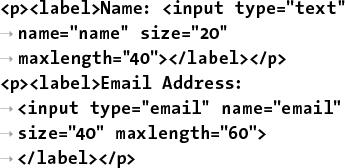 <p><label>Name: <input type="text"
→ name="name" size="20"
→ maxlength="40"></label></p>
<p><label>Email Address:
→ <input type="email" name="email"
→ size="40" maxlength="60">
→ </label></p>